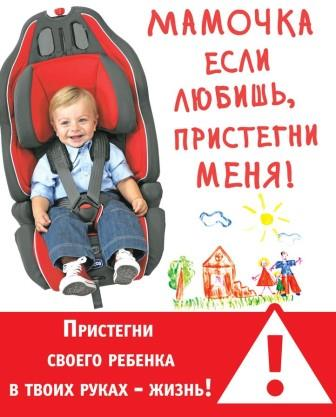 МАМОЧКА
ЕСЛИ
ЛЮБИШЬ,
ПРИСТЕГНИ
МЕНЯ!
ПРИСТЕГНИ
СВОЕГО РЕБЕНКА
В ТВОИХ РУКАХ – ЖИЗНЬ!
!